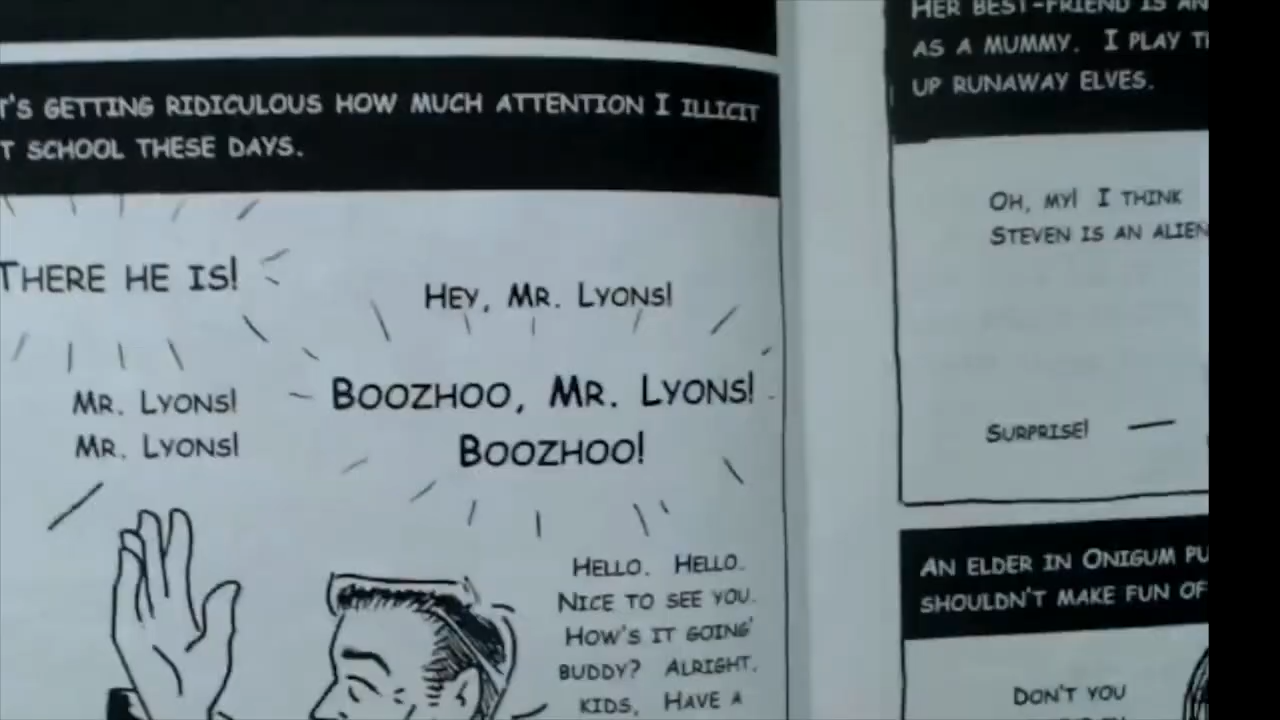 T'S GETTING RIDICULOUS HOW MUCH ATTENTION I ILLICIT
T SCHOOL THESE DAYS.
THERE HE IS!
HEY, MR. LYONS!
MR. LYONS!
MR. LYONS!
BOOZHOO, MR. LYONS!
BOOZHOO!
HELLO. HELLO.
NICE TO SEE YOU.
HOW'S IT GOING'
BUDDY? ALRIGHT,
KIDS, HAVE A
HER BEST-FRIEND IS AN
AS A MUMMY. I PLAY T
UP RUNAWAY ELVES.
OH, MY! I THINK
STEVEN IS AN ALIEN
SURPRISE!
AN ELDER IN ONIGUM PU
SHOULDN'T MAKE FUN OF
DON'T YOU